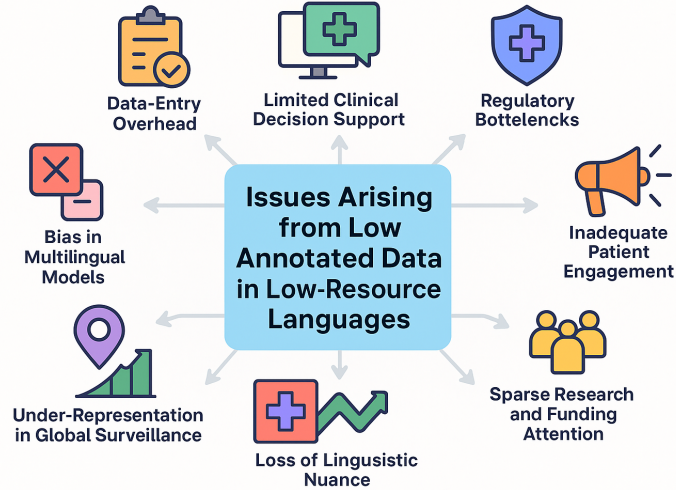 Data-Entry
Overhead
Limited Clinical
Decision Support
Regulatory
Bottelencks
Bias in
Multilingual
Models
Issues Arising
from Low
Annotated Data
in Low-Resource
Languages
Inadequate
Patient
Engagement
Under-Representation
in Global Surveillance
Loss of Lingusistic
Nuance
Sparse Research
and Funding
Attention